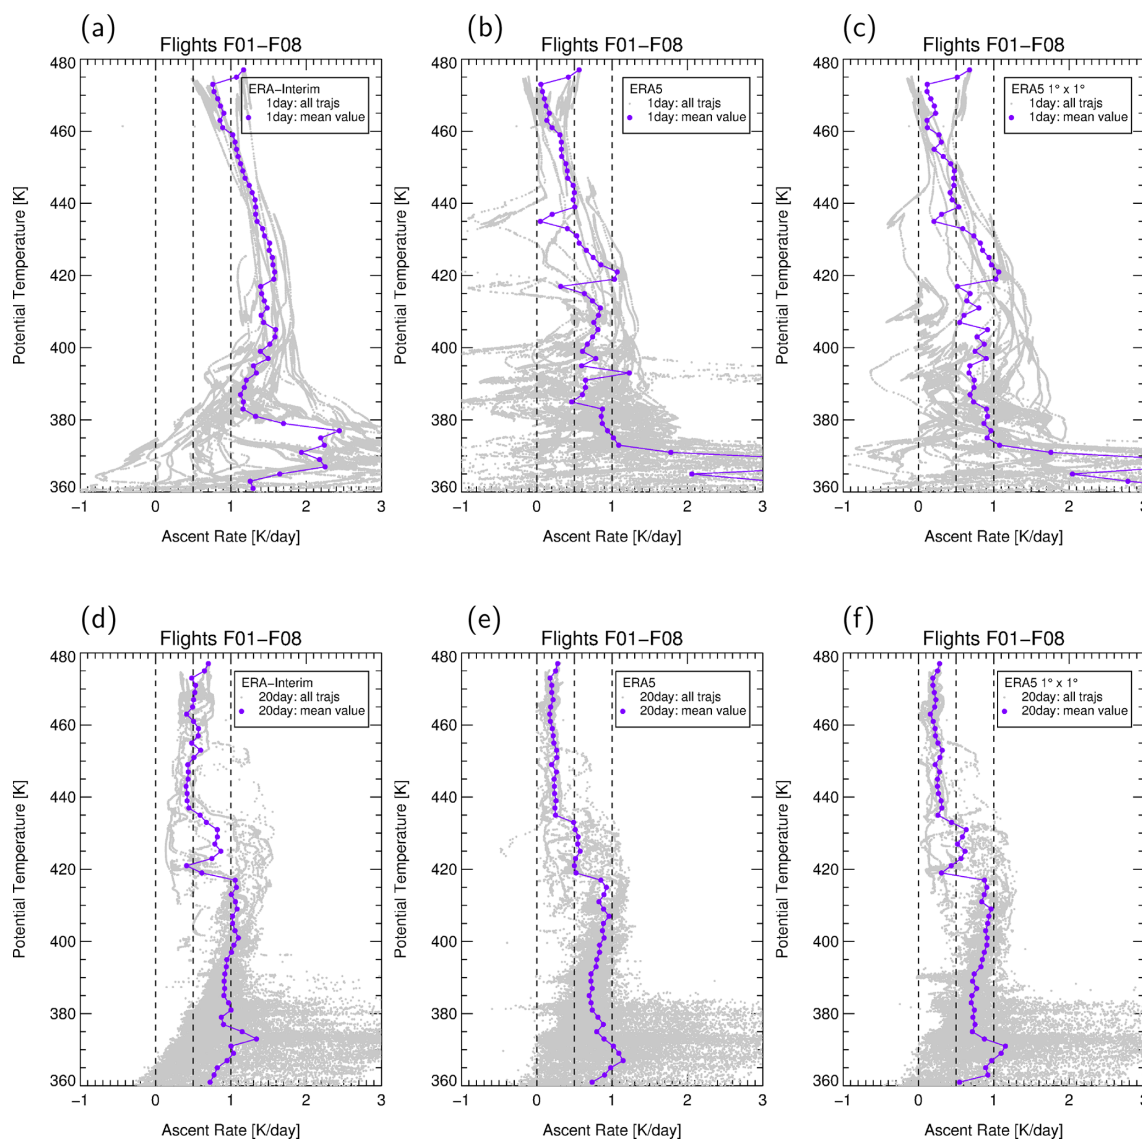 (a)
Flights F01−F08
ERA−Interim
1day: all trajs
1day: mean value
480
460
440
420
400
380
360
Potential Temperature [K]
−1 0 1 2 3
Ascent Rate [K/day]
(b)
Flights F01−F08
ERA5
1day: all trajs
1day: mean value
480
460
440
420
400
380
360
Potential Temperature [K]
−1 0 1 2 3
Ascent Rate [K/day]
(c)
Flights F01−F08
ERA5 1° x 1°
1day: all trajs
1day: mean value
480
460
440
420
400
380
360
Potential Temperature [K]
−1 0 1 2 3
Ascent Rate [K/day]
(d)
Flights F01−F08
ERA−Interim
20day: all trajs
20day: mean value
480
460
440
420
400
380
360
Potential Temperature [K]
−1 0 1 2 3
Ascent Rate [K/day]
(e)
Flights F01−F08
ERA5
20day: all trajs
20day: mean value
480
460
440
420
400
380
360
Potential Temperature [K]
−1 0 1 2 3
Ascent Rate [K/day]
(f)
Flights F01−F08
ERA5 1° x 1°
20day: all trajs
20day: mean value
480
460
440
420
400
380
360
Potential Temperature [K]
−1 0 1 2 3
Ascent Rate [K/day]